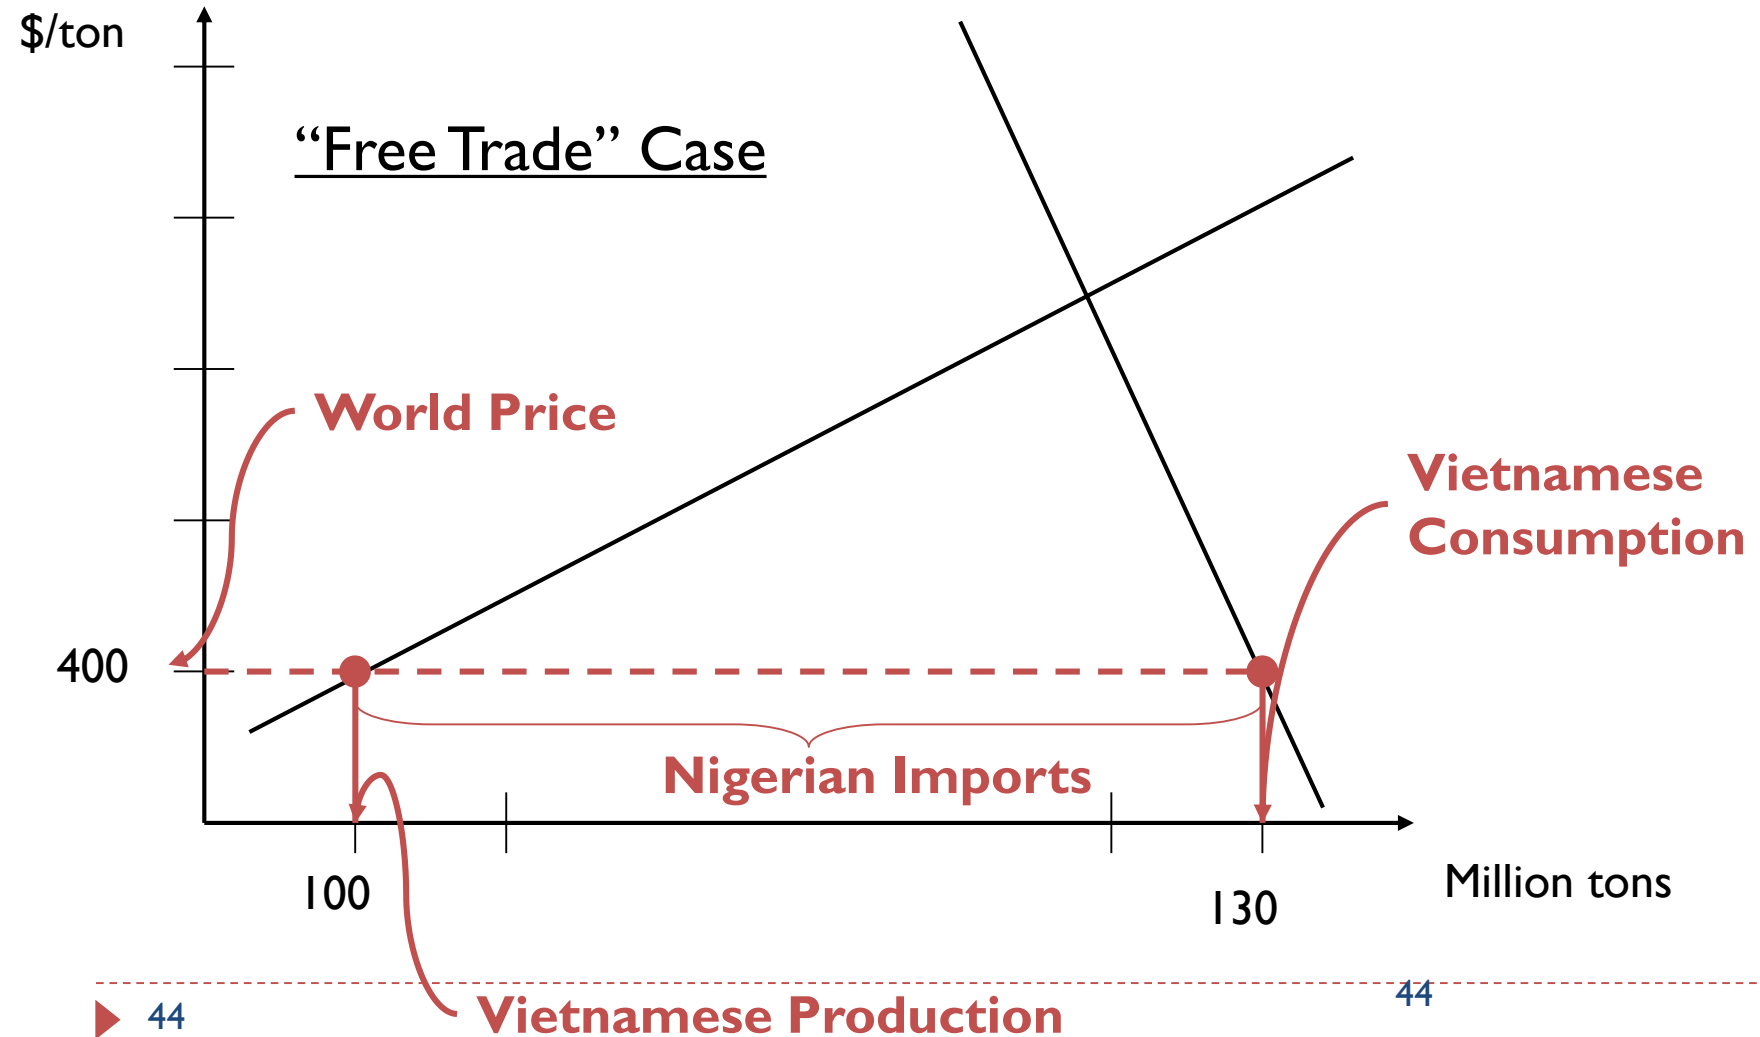 $/ton
“Free Trade” Case
World Price
Vietnamese
Consumption
400
Nigerian Imports
100
130
Million tons
44
44
Vietnamese Production